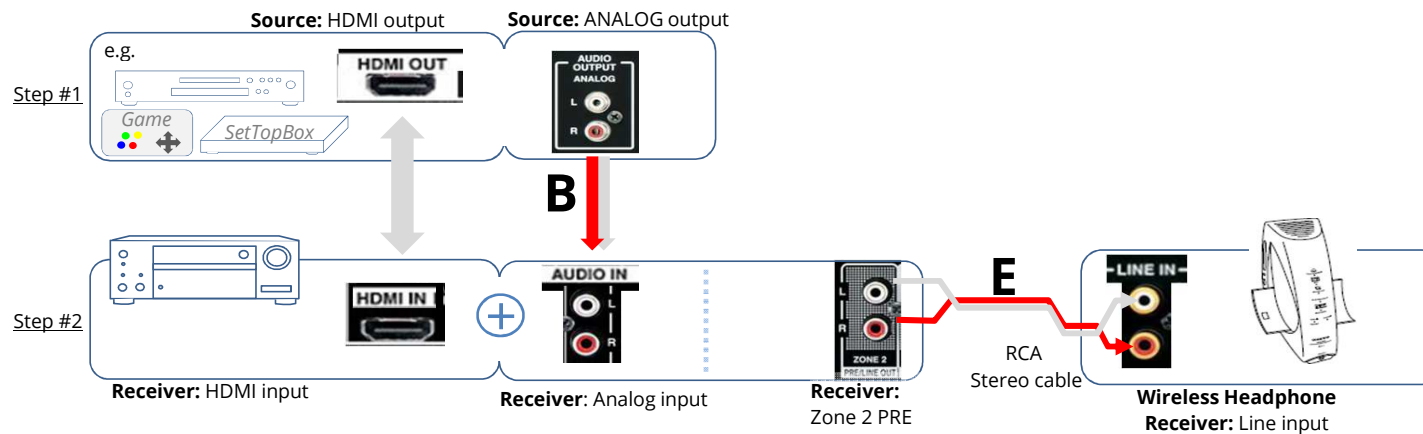 Source: HDMI output
Source: ANALOG output
Step #1
e.g.
Game
SetTopBox
HDMI OUT
AUDIO
OUTPUT
ANALOG
L
R
B
Step #2
HDMI IN
AUDIO IN
L
R
L
R
ZONE 2
PRE/LINE OUT
E
LINE IN
RCA
Stereo cable
Receiver: HDMI input
Receiver: Analog input
Receiver:
Zone 2 PRE
Wireless Headphone
Receiver: Line input